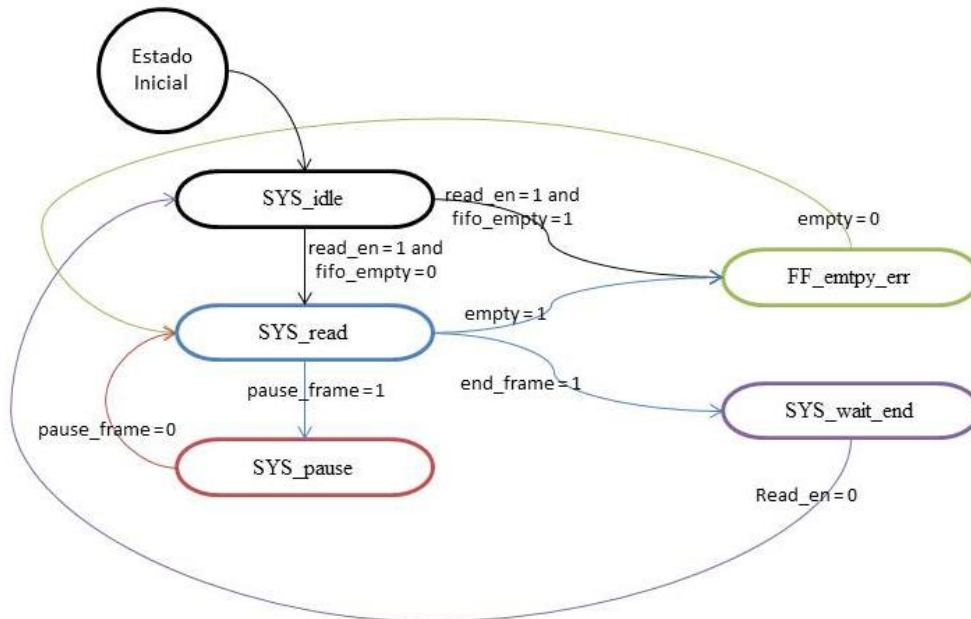 Estado
Inicial
SYS_idle
read_en = 1 and
fifo_empty = 1
empty = 0
read_en = 1 and
fifo_empty = 0
FF_emtpy_err
SYS_read
empty = 1
pause_frame = 1
end_frame = 1
SYS_wait_end
pause_frame = 0
SYS_pause
Read_en = 0